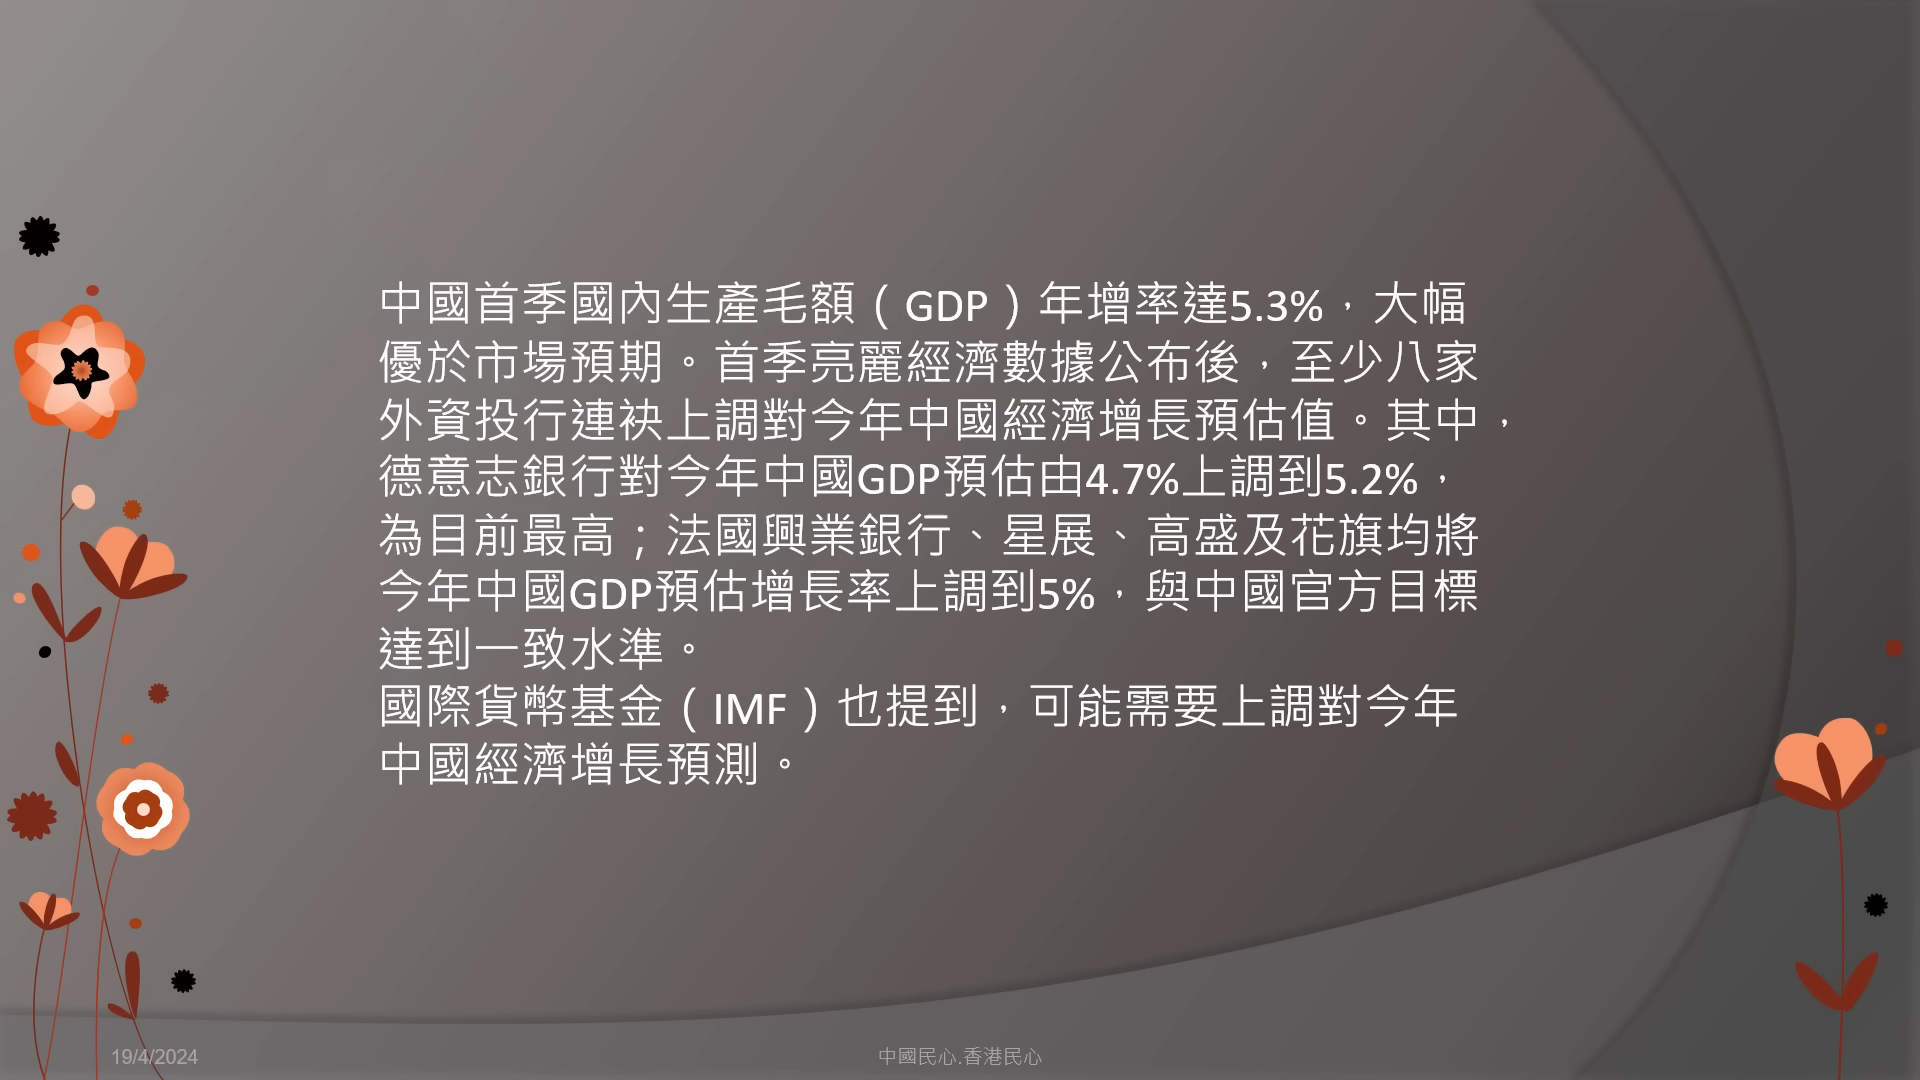 中國首季國內生產毛額（GDP）年增率達5.3%，大幅
優於市場預期。首季亮麗經濟數據公布後，至少八家
外資投行連袂上調對今年中國經濟增長預估值。其中，
德意志銀行對今年中國GDP預估由4.7%上調到5.2%，
為目前最高；法國興業銀行、星展、高盛及花旗均將
今年中國GDP預估增長率上調到5%，與中國官方目標
達到一致水準。
國際貨幣基金（IMF）也提到，可能需要上調對今年
中國經濟增長預測。
19/4/2024
中國民心.香港民心